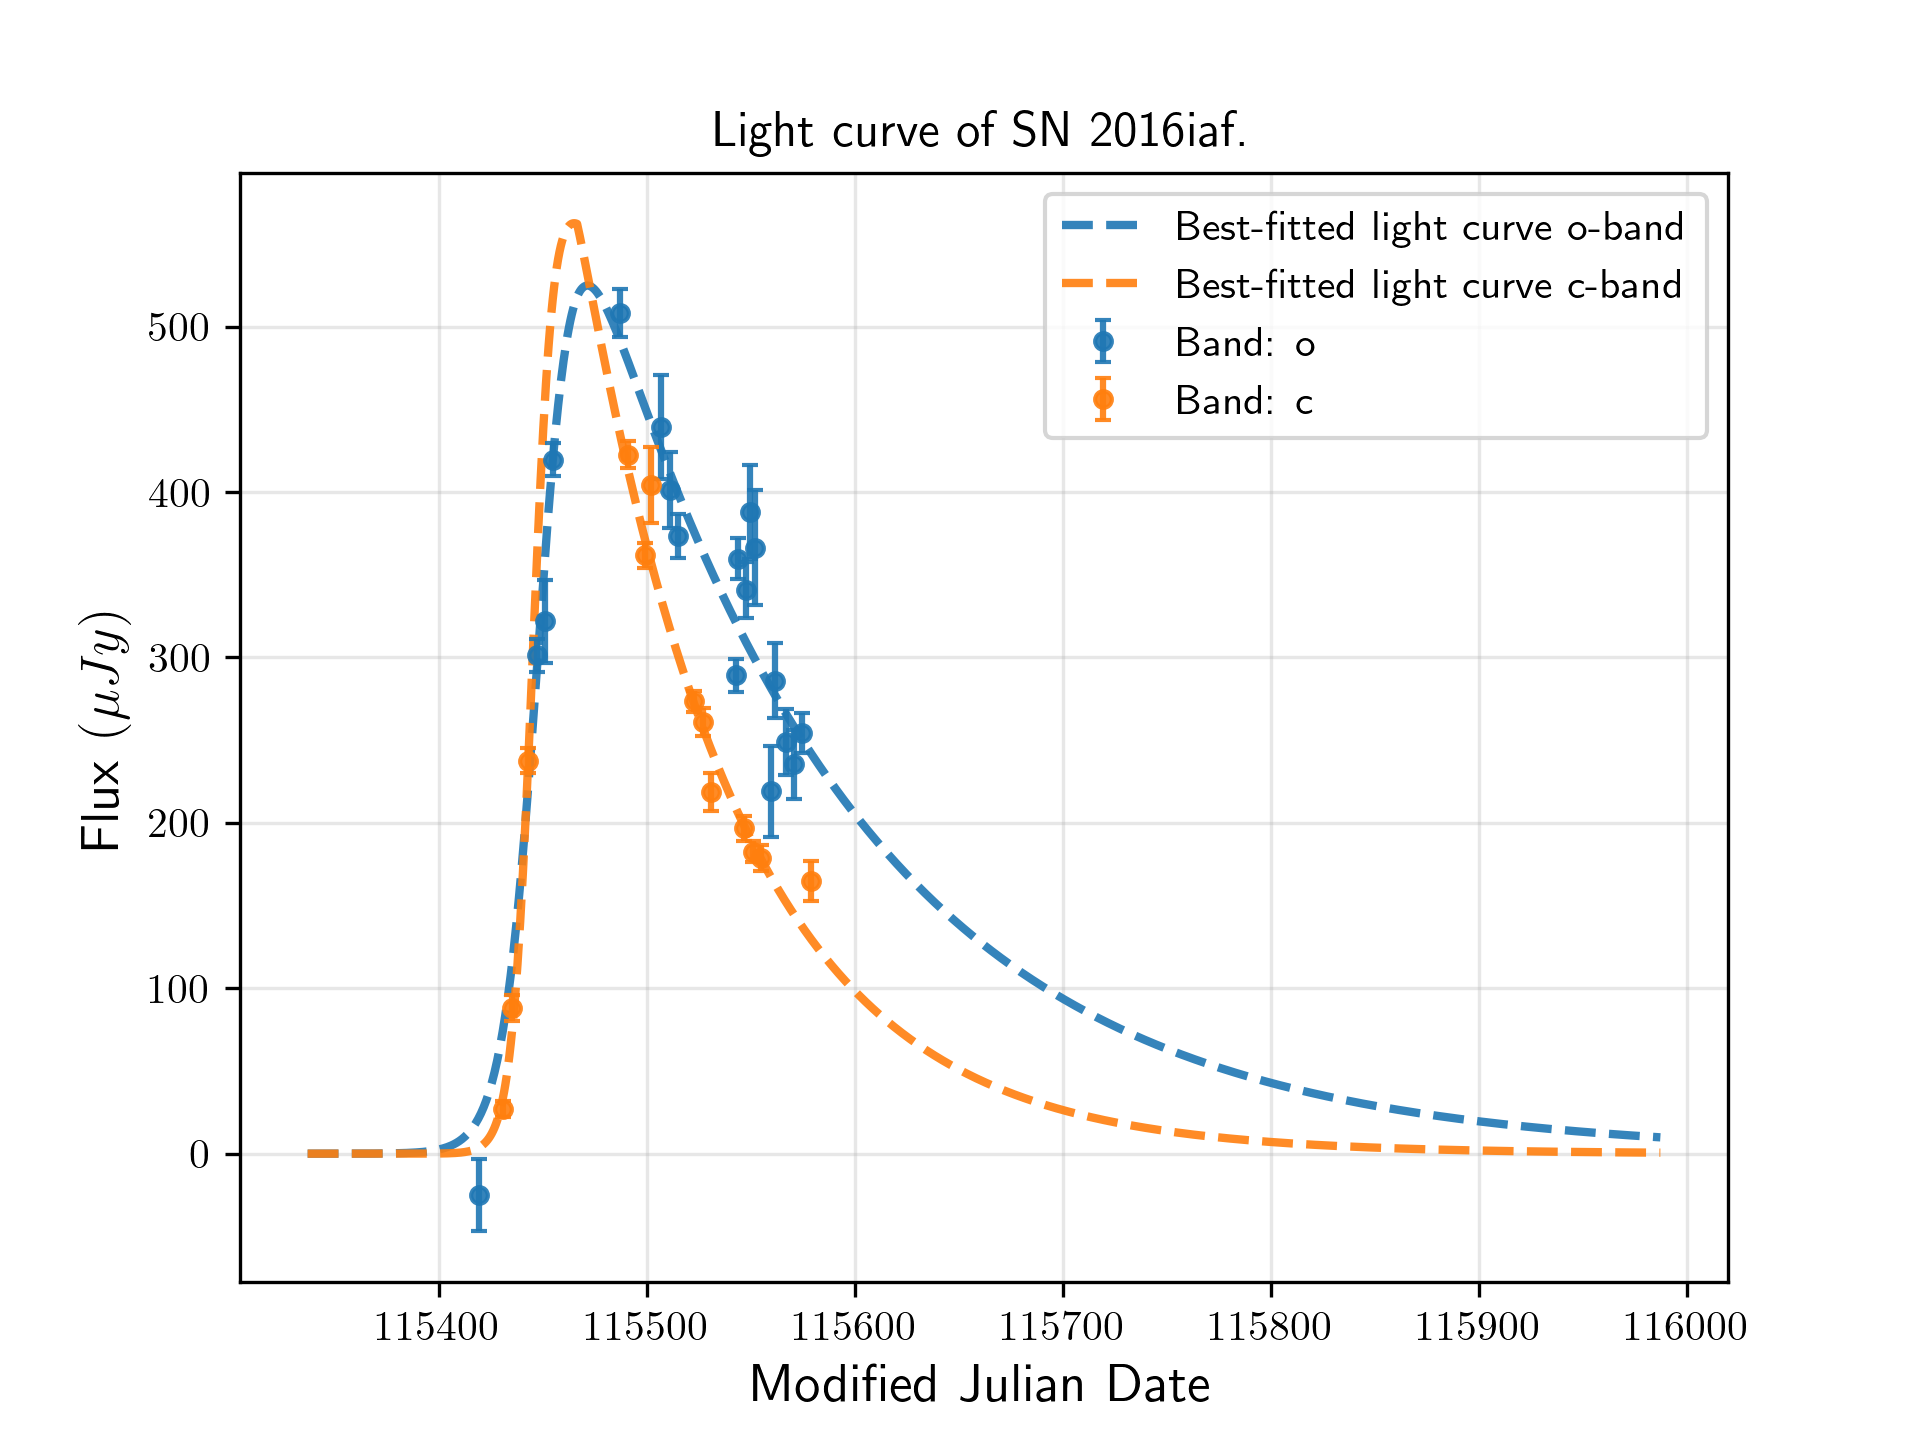 Light curve of SN 2016iaf.
Best-fitted light curve o-band
Best-fitted light curve c-band
Band: o
Band: c
Flux (μJy)
500
400
300
200
100
0
115400 115500 115600 115700 115800 115900 116000
Modified Julian Date